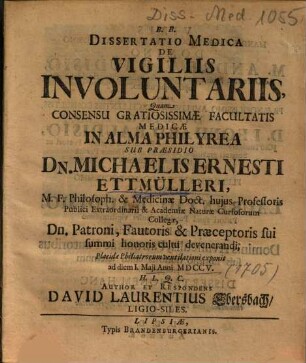 Diss. Med 1055
B. B.
DISSERTATIO MEDICA
DE
VIGILIIS
INVOLUNTARIIS,
Quam
CONSENSU GRATIOSISSIMÆ FACULTATIS
MEDICÆ
IN ALMA PHILYREA
SUB PRÆSIDIO
DN. MICHAELIS ERNESTI
ETTMÜLLERI,
M. F. Philosoph. & Medicinæ Doct. hujus Professoris
Publici Extraordinarii & Academiæ Naturæ Curiosorum
Collegæ,
Dn. Patroni, Fautoris & Præceptoris sui
summi honoris cultu devenerandi,
Placidæ Philiatreων ventilationi exponit
ad diem 1. Maji Anno MDCCV.
(1705)
H. L. Q. C.
AUTHOR ET RESPONDENS
DAVID LAURENTIUS Ebersbach/
LIGIO-SILES.
LIPSIÆ,
Typis BRANDENBURGERIANIS.